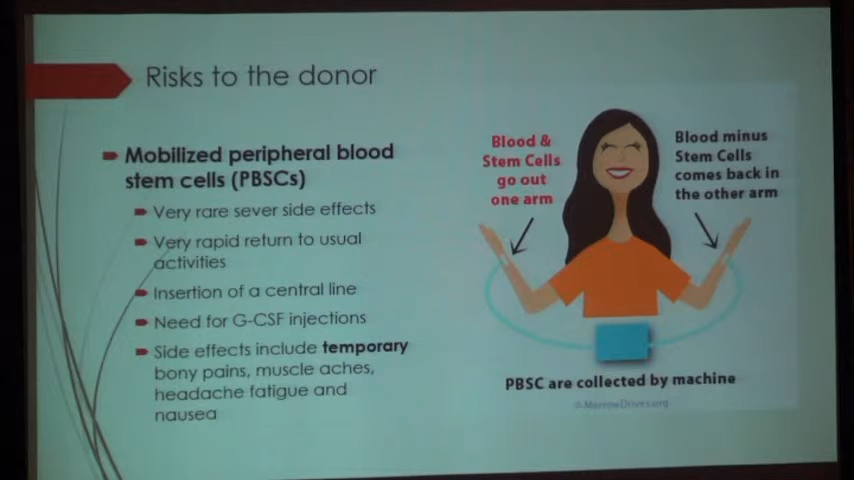 Risks to the donor
Mobilized peripheral blood
stem cells (PBSCs)
Very rare sever side effects
Very rapid return to usual
activities
Insertion of a central line
Need for G-CSF injections
Side effects include temporary
bony pains, muscle aches,
headache fatigue and
nausea
Blood &
Stem Cells
go out
one arm
Blood minus
Stem Cells
comes back in
the other arm
PBSC are collected by machine
© MarrowDrives.org